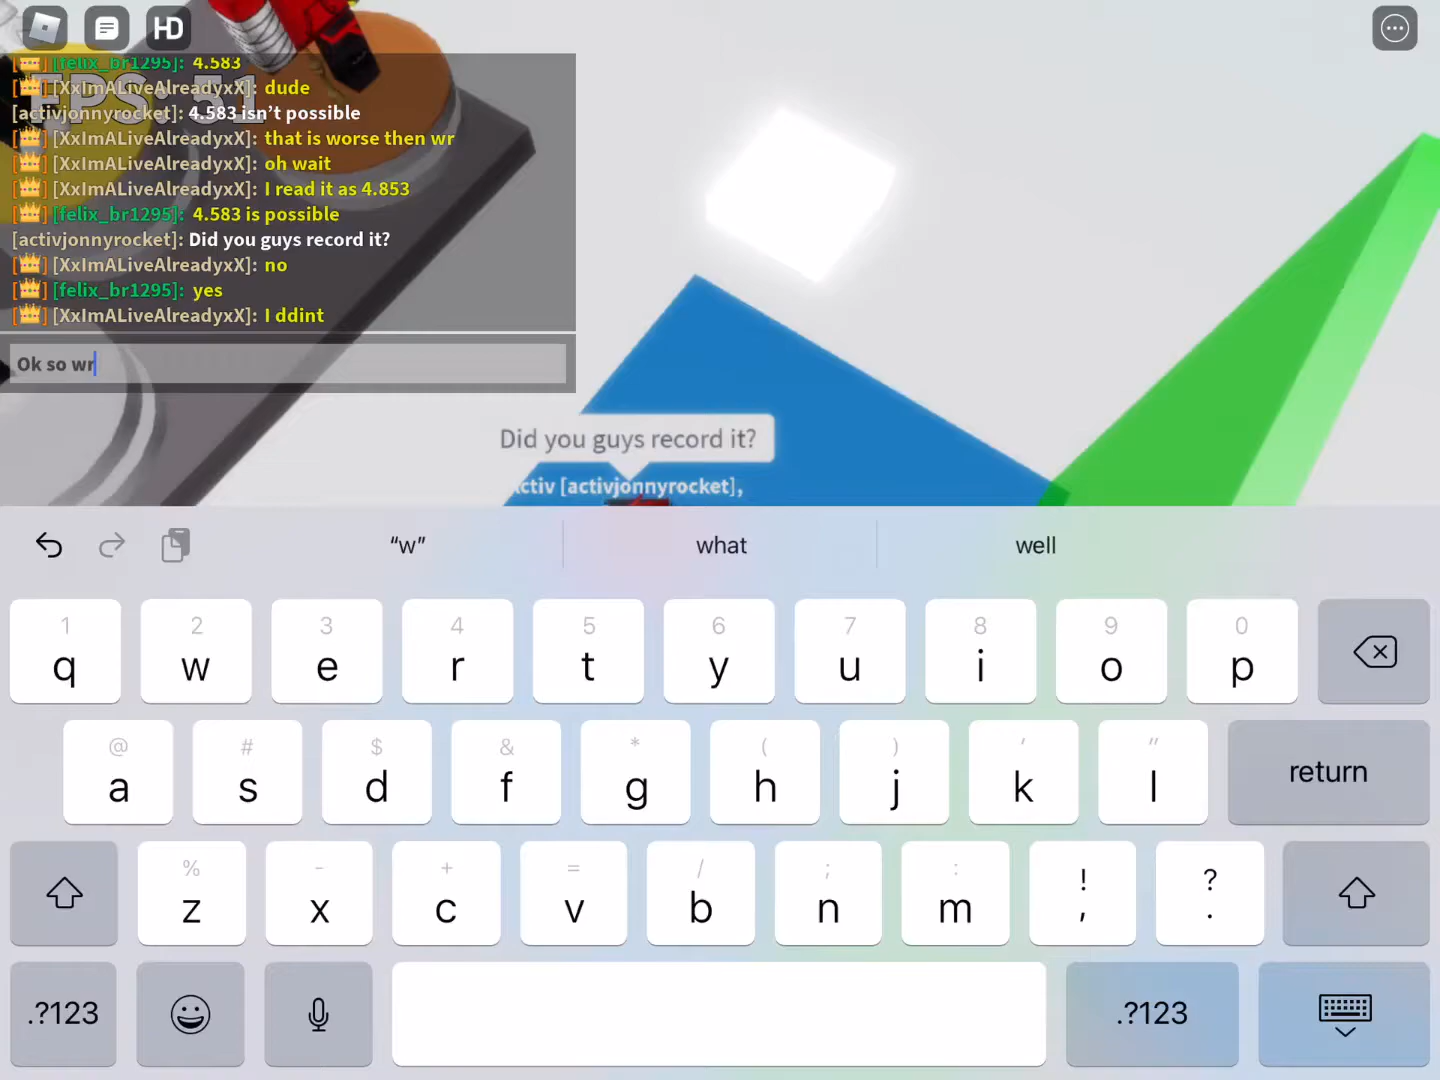 HD
FPS: 51
[👑] [felix_br1295]: 4.583
[👑] [XxImALiveAlreadyxX]: dude
[activjonnyrocket]: 4.583 isn’t possible
[👑] [XxImALiveAlreadyxX]: that is worse then wr
[👑] [XxImALiveAlreadyxX]: oh wait
[👑] [XxImALiveAlreadyxX]: I read it as 4.853
[👑] [felix_br1295]: 4.583 is possible
[activjonnyrocket]: Did you guys record it?
[👑] [XxImALiveAlreadyxX]: no
[👑] [felix_br1295]: yes
[👑] [XxImALiveAlreadyxX]: I ddint
Ok so wr
Did you guys record it?
ctiv [activjonnyrocket],
“w” what well
1 2 3 4 5 6 7 8 9 0
q w e r t y u i o p
@ # $ & * ( ) ' "
a s d f g h j k l return
% - + = / ; : ! ?
z x c v b n m , .
.?123 .?123